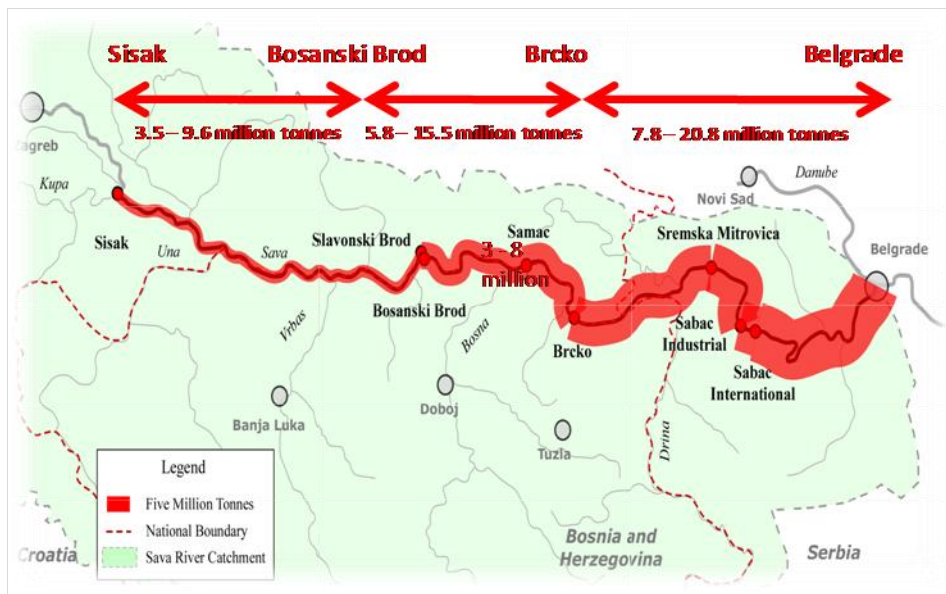 Sisak
Bosanski Brod
Brcko
Belgrade
3.5 – 9.6 million tonnes
5.8 – 15.5 million tonnes
7.8 – 20.8 million tonnes
Zagreb
Kupa
Danube
Novi Sad
Sisak
Una
Sava
Slavonski Brod
Samac
Sremska Mitrovica
Belgrade
3 – 8
million
Bosanski Brod
Vrbas
Bosna
Brcko
Sabac
Industrial
Sabac
International
Banja Luka
Doboj
Tuzla
Drina
Legend
Five Million Tonnes
National Boundary
Sava River Catchment
Croatia
Bosnia and
Herzegovina
Serbia